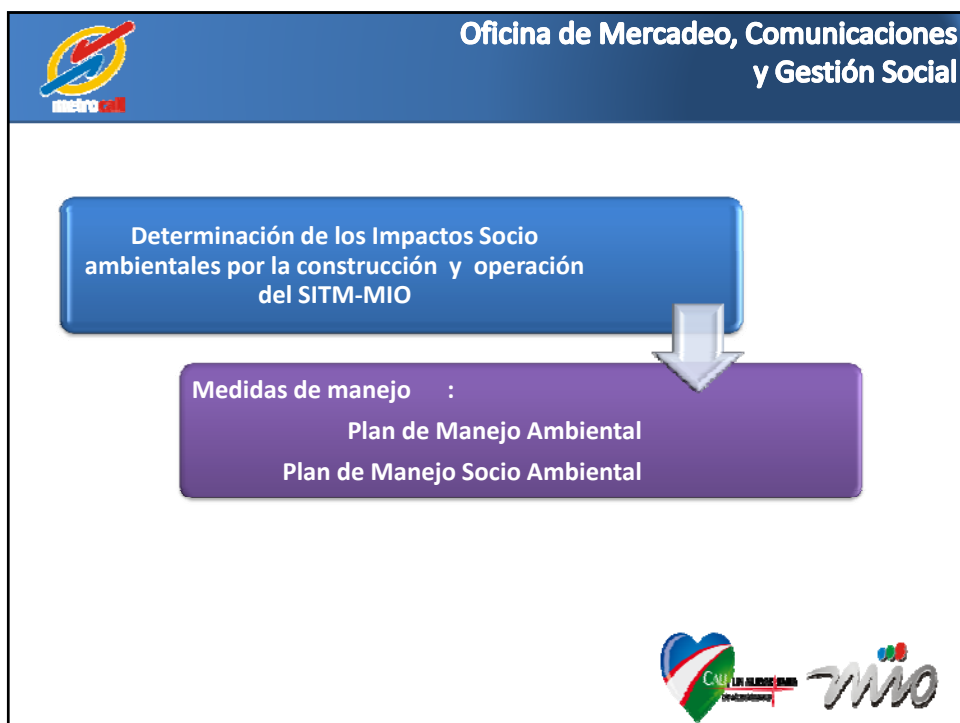 Oficina de Mercadeo, Comunicaciones
y Gestión Social
metrocali
Determinación de los Impactos Socio
ambientales por la construcción y operación
del SITM-MIO
Medidas de manejo :
Plan de Manejo Ambiental
Plan de Manejo Socio Ambiental
CALI
mio